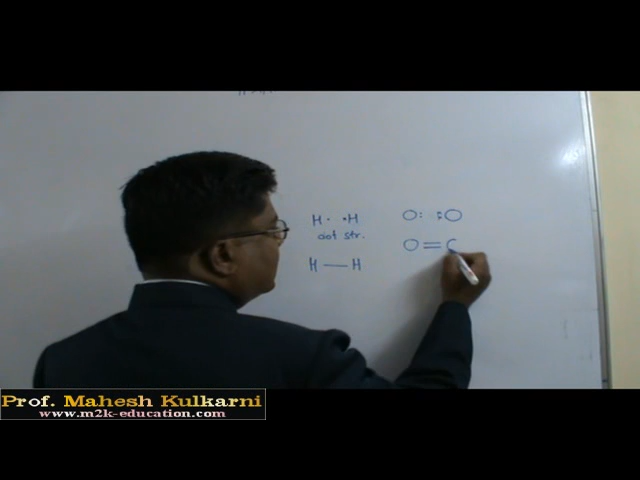 H· ·H O: :O
dot str. O=
H—H
Prof. Mahesh Kulkarni
www.m2k-education.com